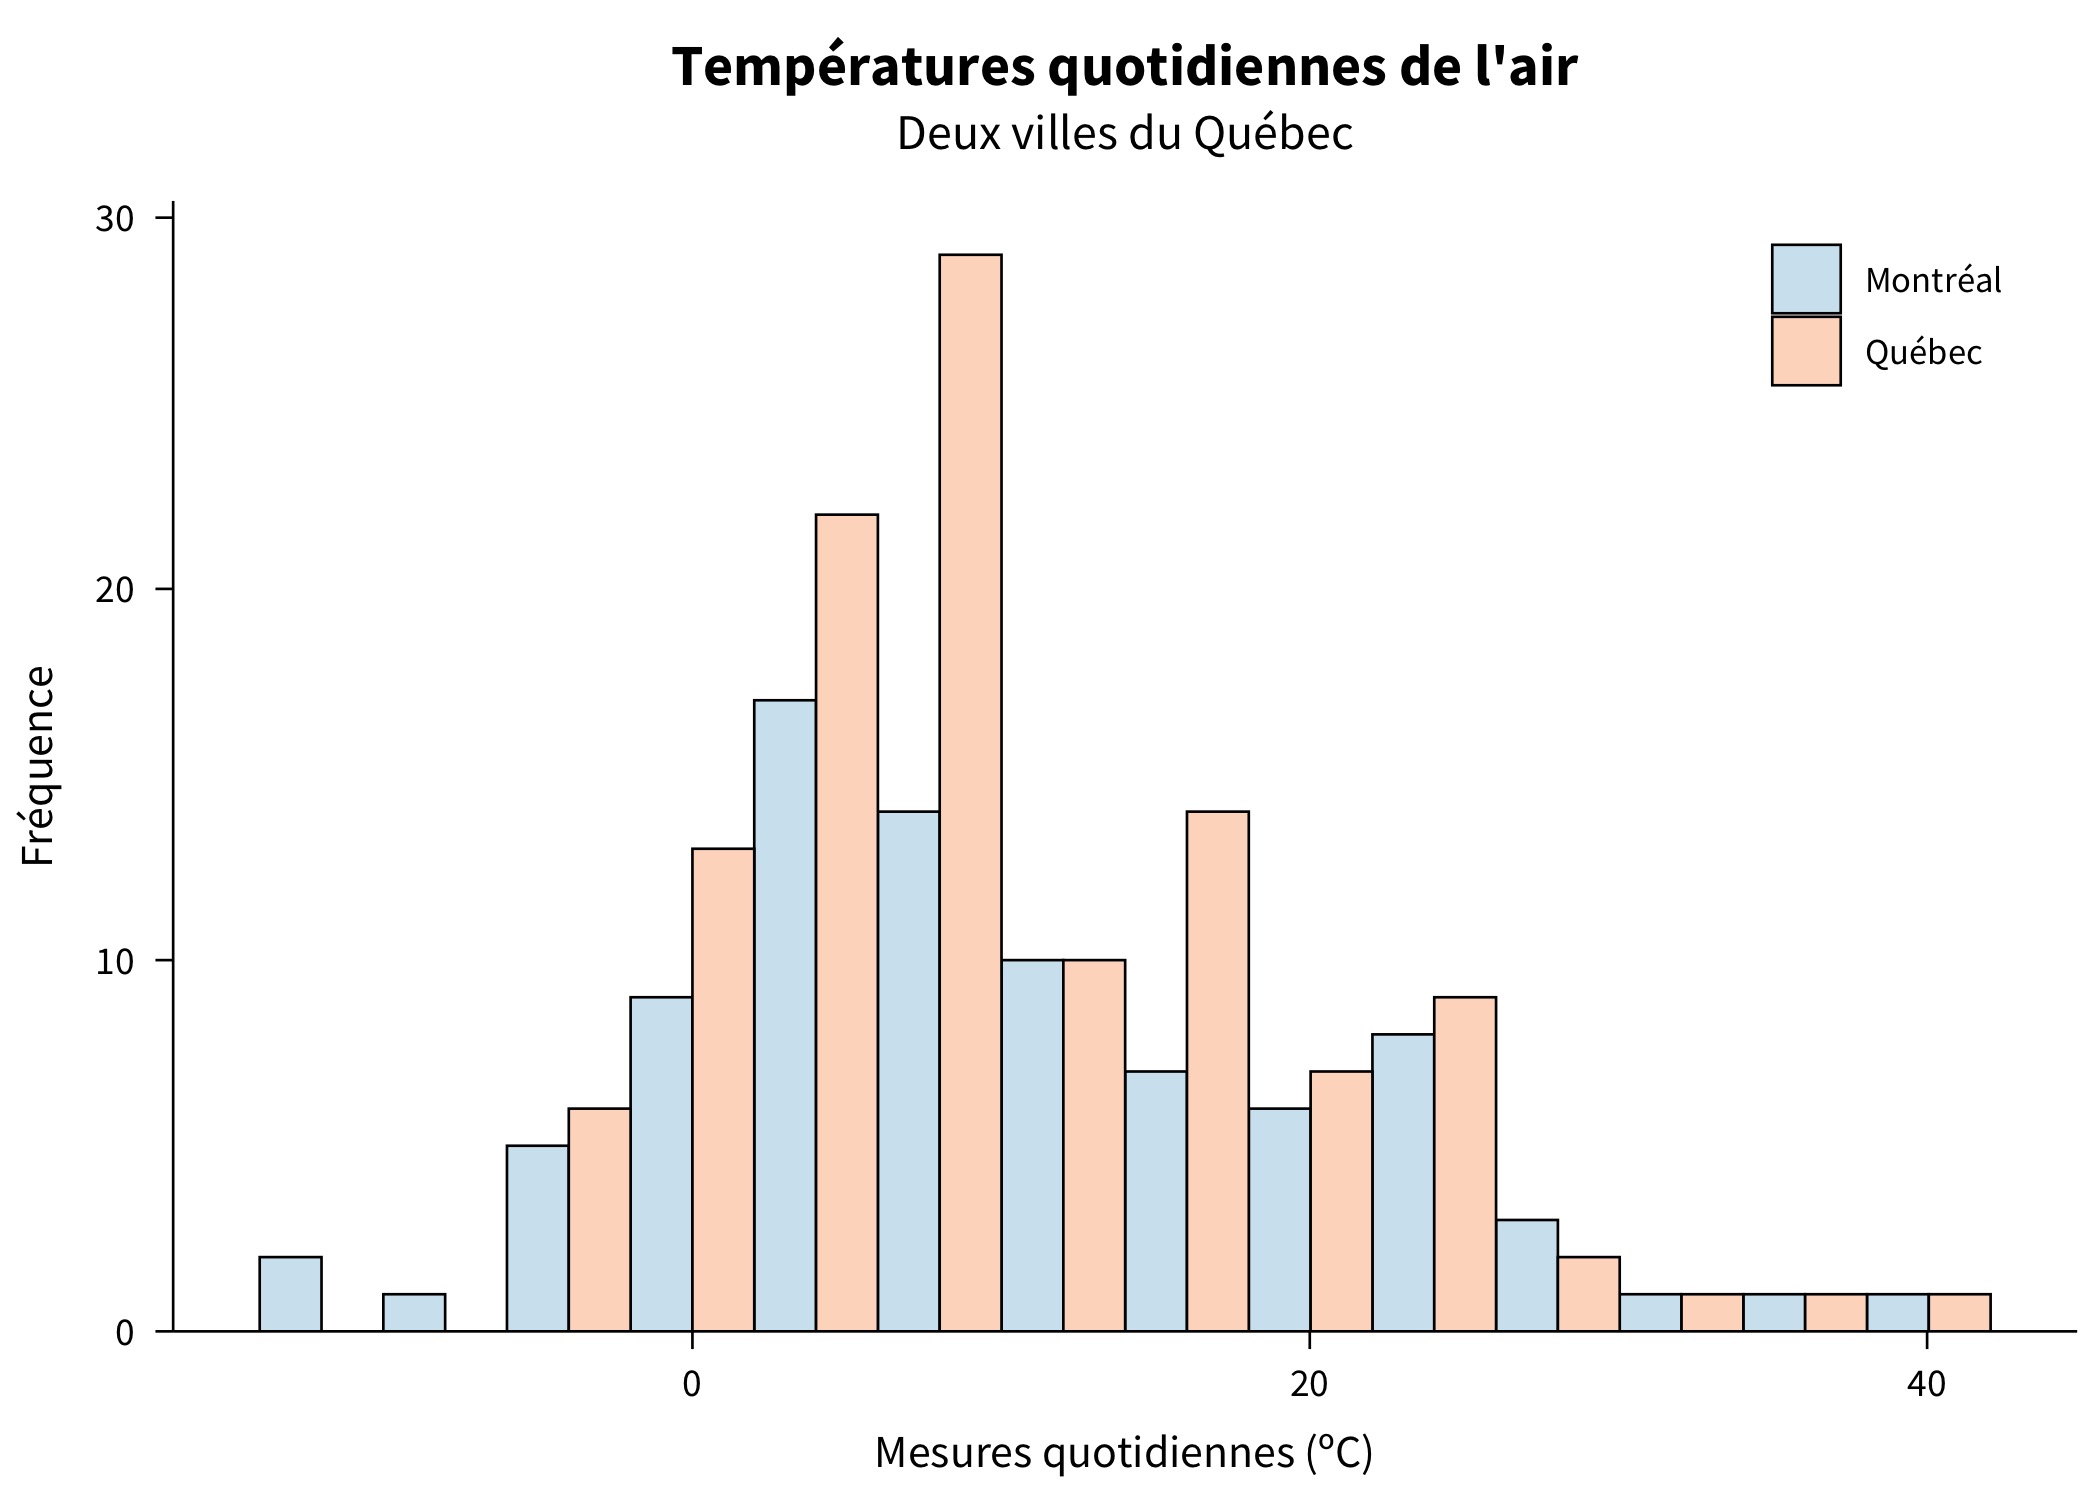 Températures quotidiennes de l'air
Deux villes du Québec
30
20
10
0
Fréquence
Montréal
Québec
0
20
40
Mesures quotidiennes (ºC)